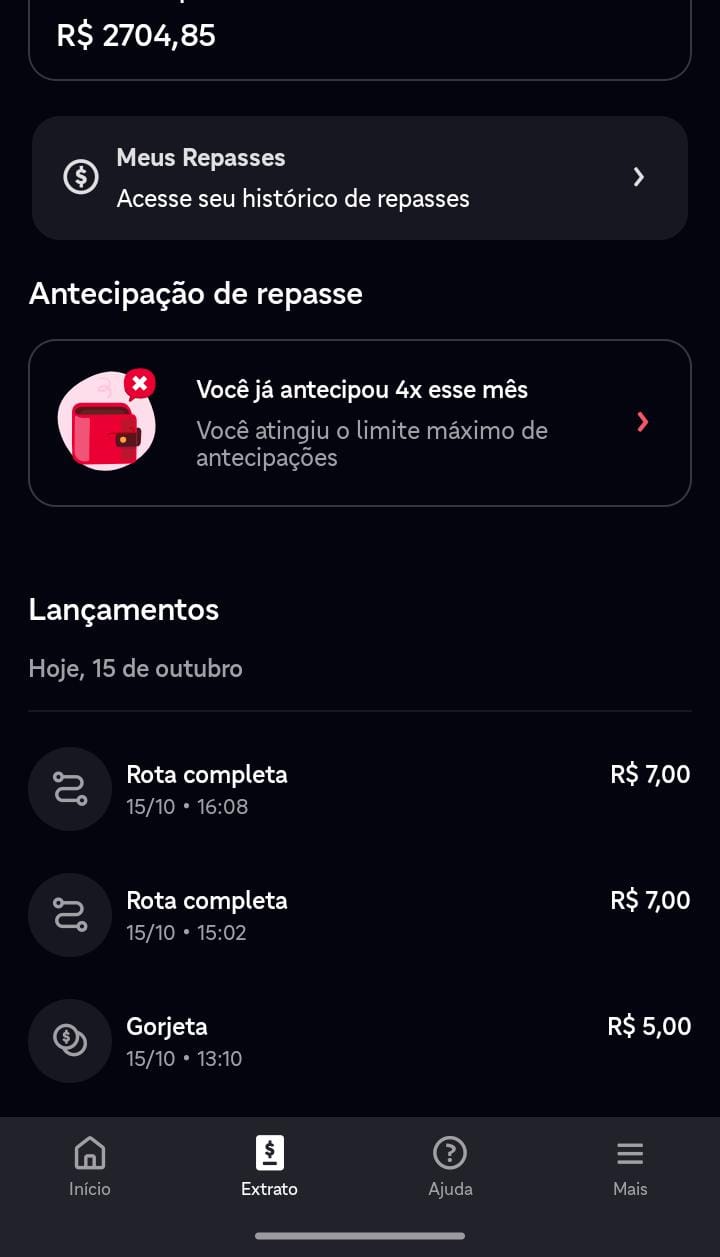 R$ 2704,85
Meus Repasses
Acesse seu histórico de repasses
Antecipação de repasse
Você já antecipou 4x esse mês
Você atingiu o limite máximo de
antecipações
Lançamentos
Hoje, 15 de outubro
Rota completa
R$ 7,00
15/10 • 16:08
Rota completa
R$ 7,00
15/10 • 15:02
Gorjeta
R$ 5,00
15/10 • 13:10
Início
Extrato
Ajuda
Mais